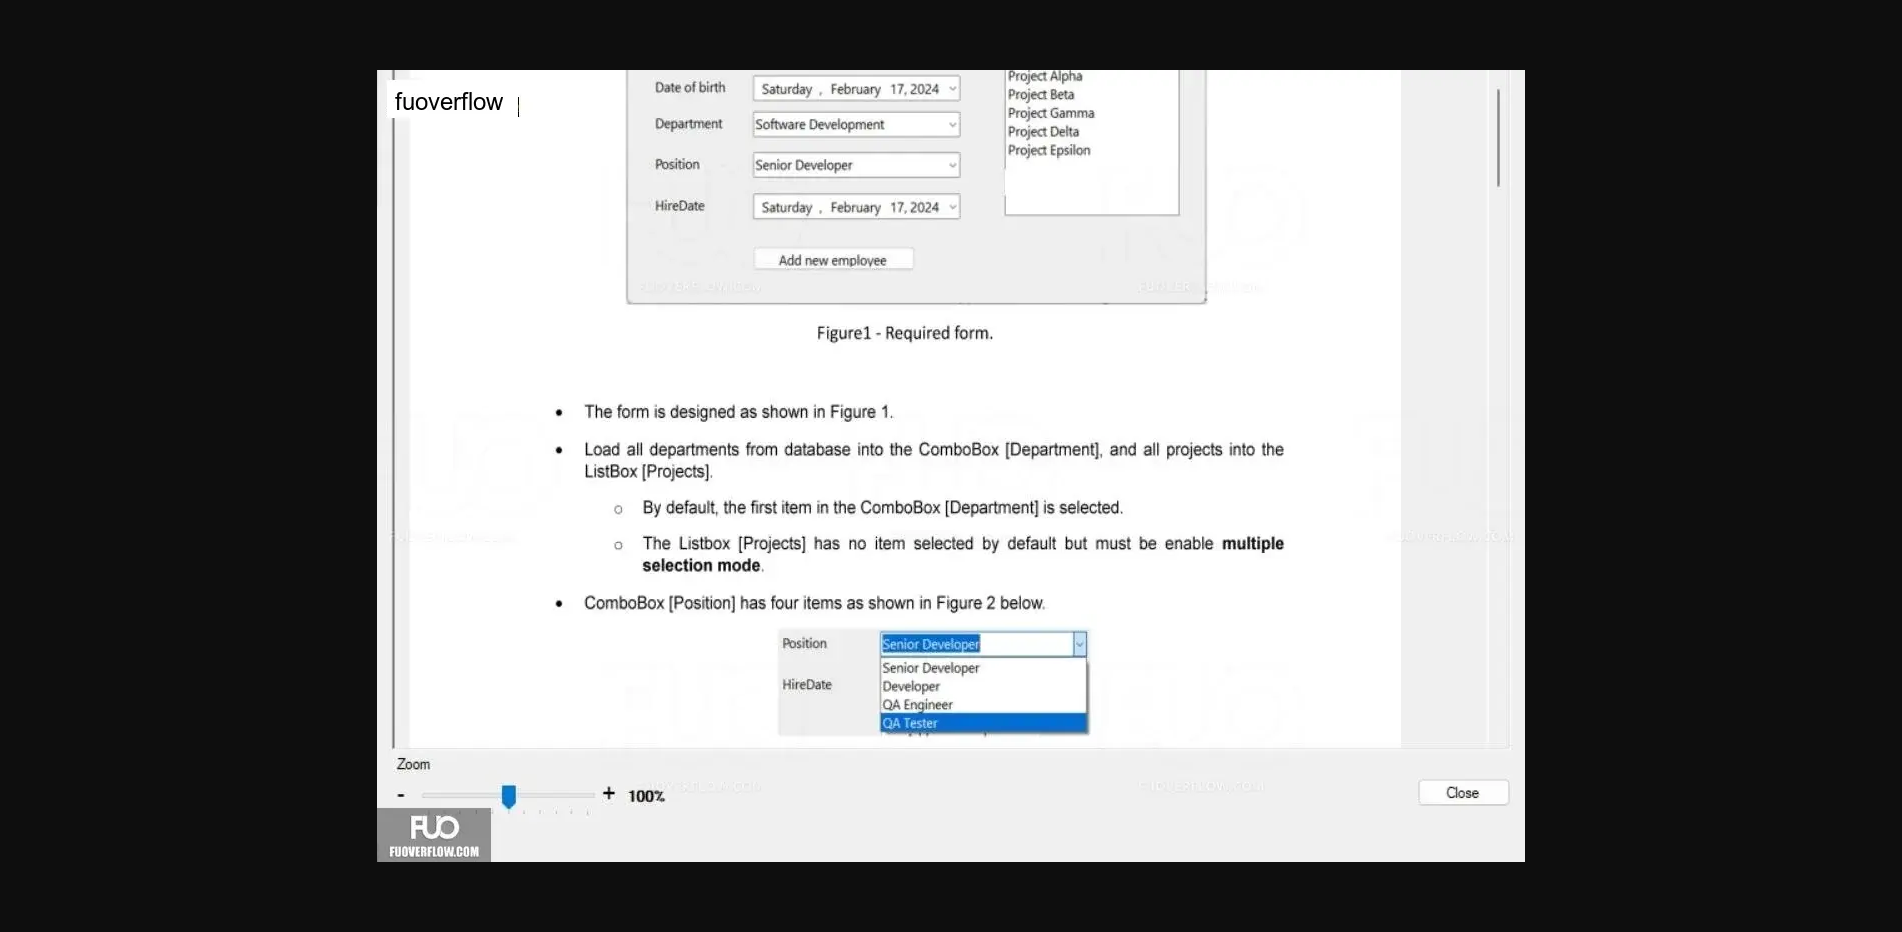 fuoverflow
Date of birth
Saturday , February 17, 2024
Department
Software Development
Position
Senior Developer
HireDate
Saturday , February 17, 2024
Add new employee
Project Alpha
Project Beta
Project Gamma
Project Delta
Project Epsilon
Figure1 - Required form.
• The form is designed as shown in Figure 1.
• Load all departments from database into the ComboBox [Department], and all projects into the
ListBox [Projects].
o By default, the first item in the ComboBox [Department] is selected.
o The Listbox [Projects] has no item selected by default but must be enable multiple
selection mode.
• ComboBox [Position] has four items as shown in Figure 2 below.
Position
Senior Developer
HireDate
Senior Developer
Developer
QA Engineer
QA Tester
Zoom
- + 100%
Close
FUO
FUOVERFLOW.COM